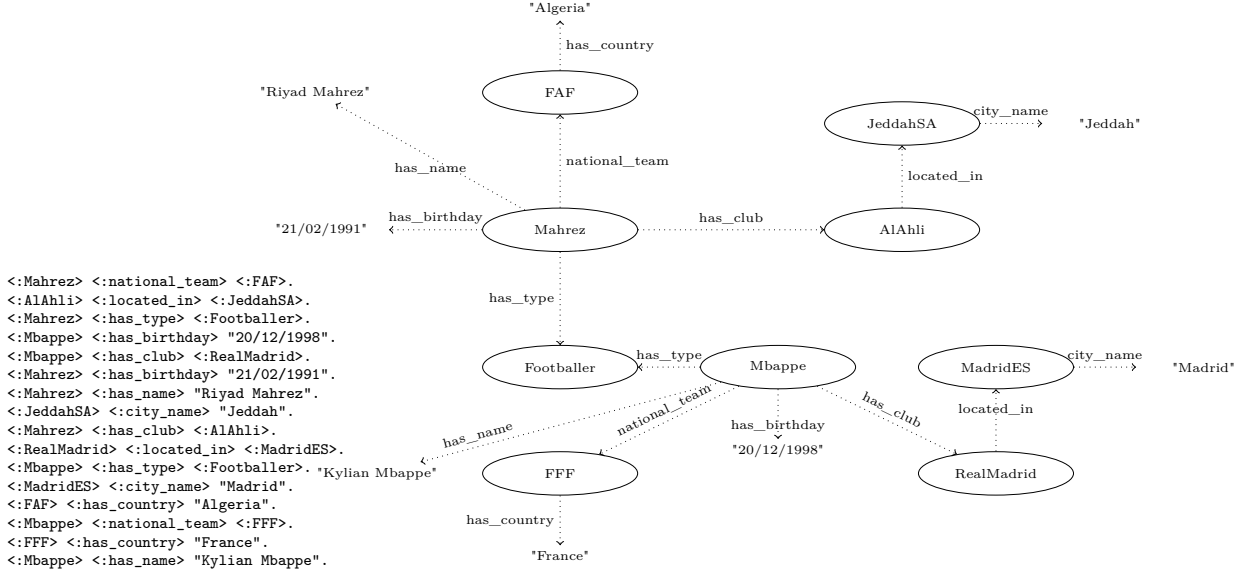 "Algeria"
has_country
"Riyad Mahrez"
FAF
JeddahSA
city_name
"Jeddah"
has_name
national_team
located_in
"21/02/1991"
has_birthday
Mahrez
has_club
AlAhli
has_type
<:Mahrez> <:national_team> <:FAF>.
<:AlAhli> <:located_in> <:JeddahSA>.
<:Mahrez> <:has_type> <:Footballer>.
<:Mbappe> <:has_birthday> "20/12/1998".
<:Mbappe> <:has_club> <:RealMadrid>.
<:Mahrez> <:has_birthday> "21/02/1991".
<:Mahrez> <:has_name> "Riyad Mahrez".
<:JeddahSA> <:city_name> "Jeddah".
<:Mahrez> <:has_club> <:AlAhli>.
<:RealMadrid> <:located_in> <:MadridES>.
<:Mbappe> <:has_type> <:Footballer>.
<:MadridES> <:city_name> "Madrid".
<:FAF> <:has_country> "Algeria".
<:Mbappe> <:national_team> <:FFF>.
<:FFF> <:has_country> "France".
<:Mbappe> <:has_name> "Kylian Mbappe".
Footballer
has_type
Mbappe
MadridES
city_name
"Madrid"
has_name
national_team
has_birthday
has_club
located_in
"Kylian Mbappe"
FFF
"20/12/1998"
RealMadrid
has_country
"France"